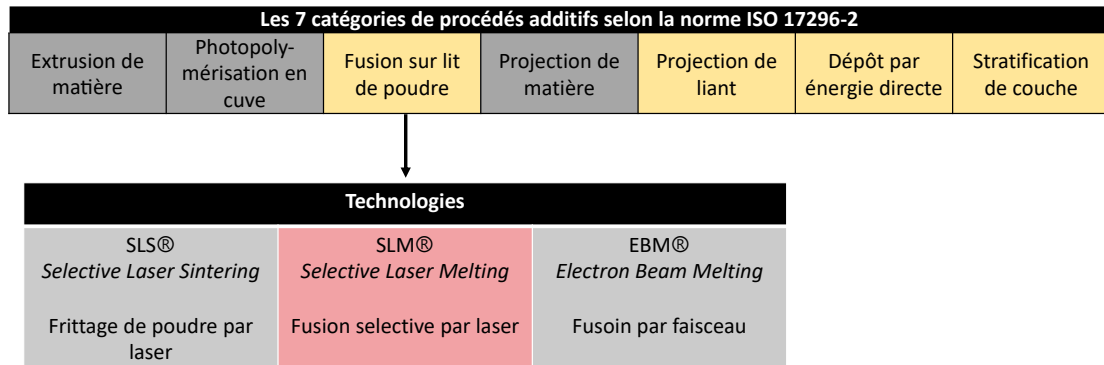 Les 7 catégories de procédés additifs selon la norme ISO 17296-2
Extrusion de
matière
Photopoly-
mérisation en
cuve
Fusion sur lit
de poudre
Projection de
matière
Projection de
liant
Dépôt par
énergie directe
Stratification
de couche
Technologies
SLS®
Selective Laser Sintering
Frittage de poudre par
laser
SLM®
Selective Laser Melting
Fusion selective par laser
EBM®
Electron Beam Melting
Fusoin par faisceau